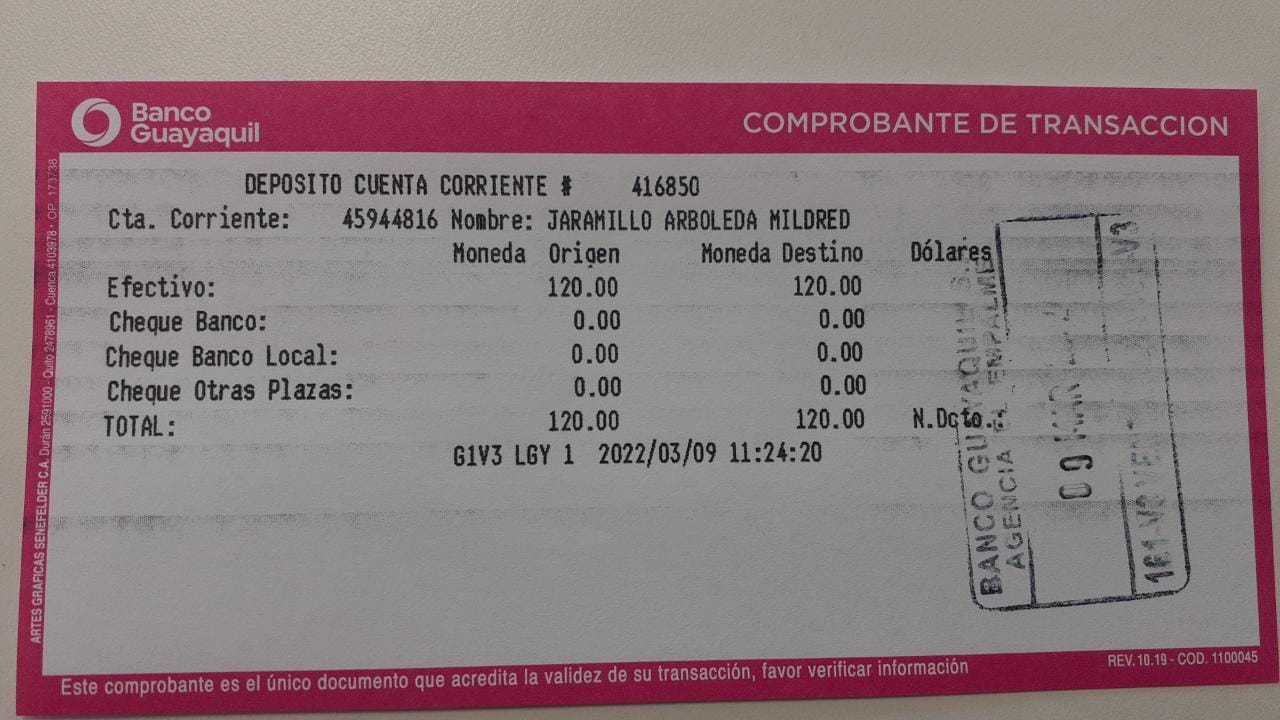 Banco
Guayaquil
COMPROBANTE DE TRANSACCION
DEPOSITO CUENTA CORRIENTE # 416850
Cta. Corriente: 45944816 Nombre: JARAMILLO ARBOLEDA MILDRED
Moneda Origen Moneda Destino Dólares
Efectivo: 120.00 120.00
Cheque Banco: 0.00 0.00
Cheque Banco Local: 0.00 0.00
Cheque Otras Plazas: 0.00 0.00
TOTAL: 120.00 120.00 N.Dcto.:
G1V3 LGY 1 2022/03/09 11:24:20
BANCO GUAYAQUIL S.
AGENCIA EL EMPALME
09 MAR
161-V3 V3
Este comprobante es el único documento que acredita la validez de su transacción, favor verificar información
REV. 10.19 - COD. 1100045
ARTES GRAFICAS SENEFELDER C.A. Durán 2591000 - Quito 2478961 - Cuenca 4103978 - OP. 173738